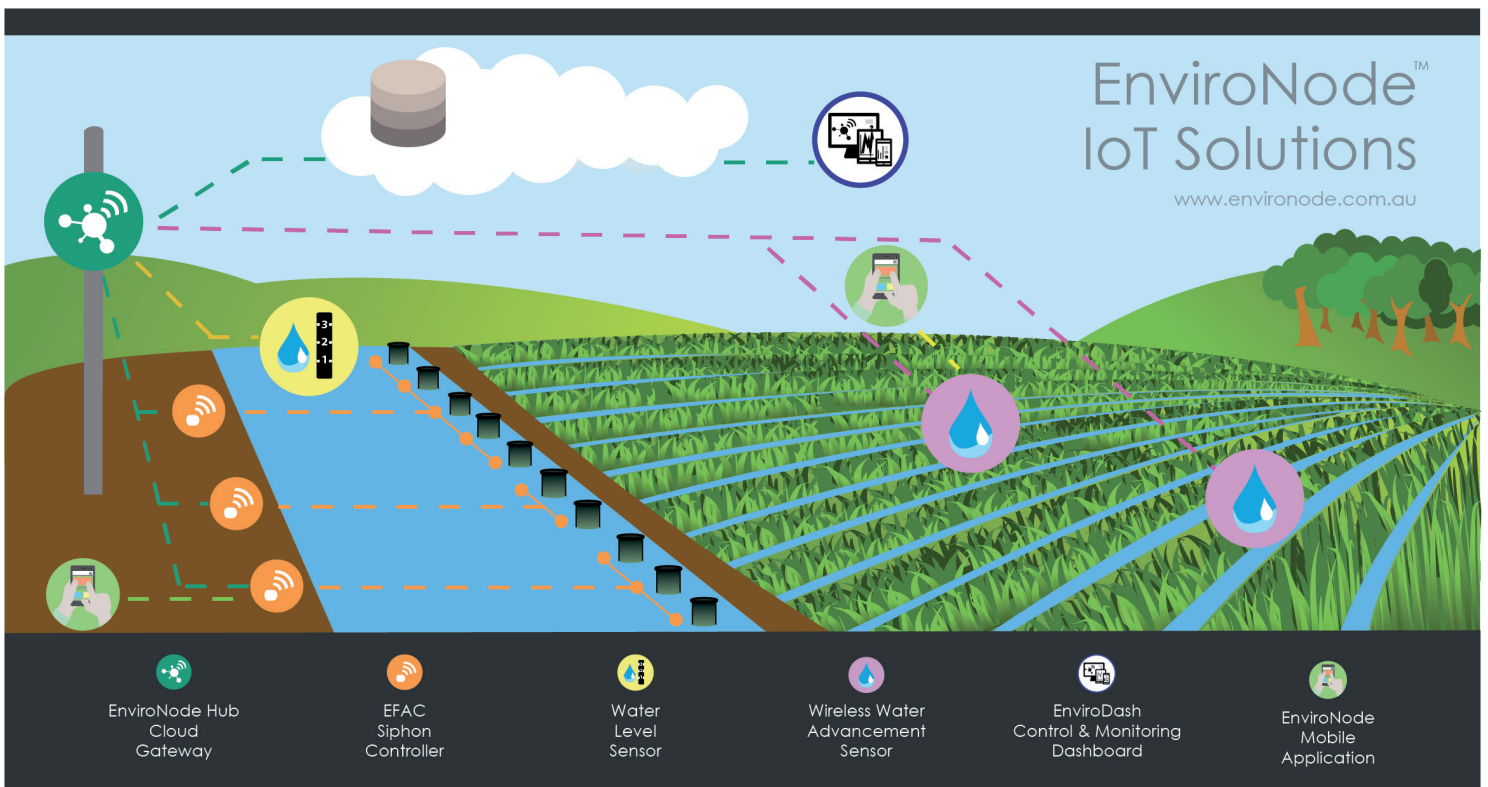 EnviroNode™
IoT Solutions
www.environode.com.au
3
2
1
EnviroNode Hub
Cloud
Gateway
EFAC
Siphon
Controller
Water
Level
Sensor
Wireless Water
Advancement
Sensor
EnviroDash
Control & Monitoring
Dashboard
EnviroNode
Mobile
Application